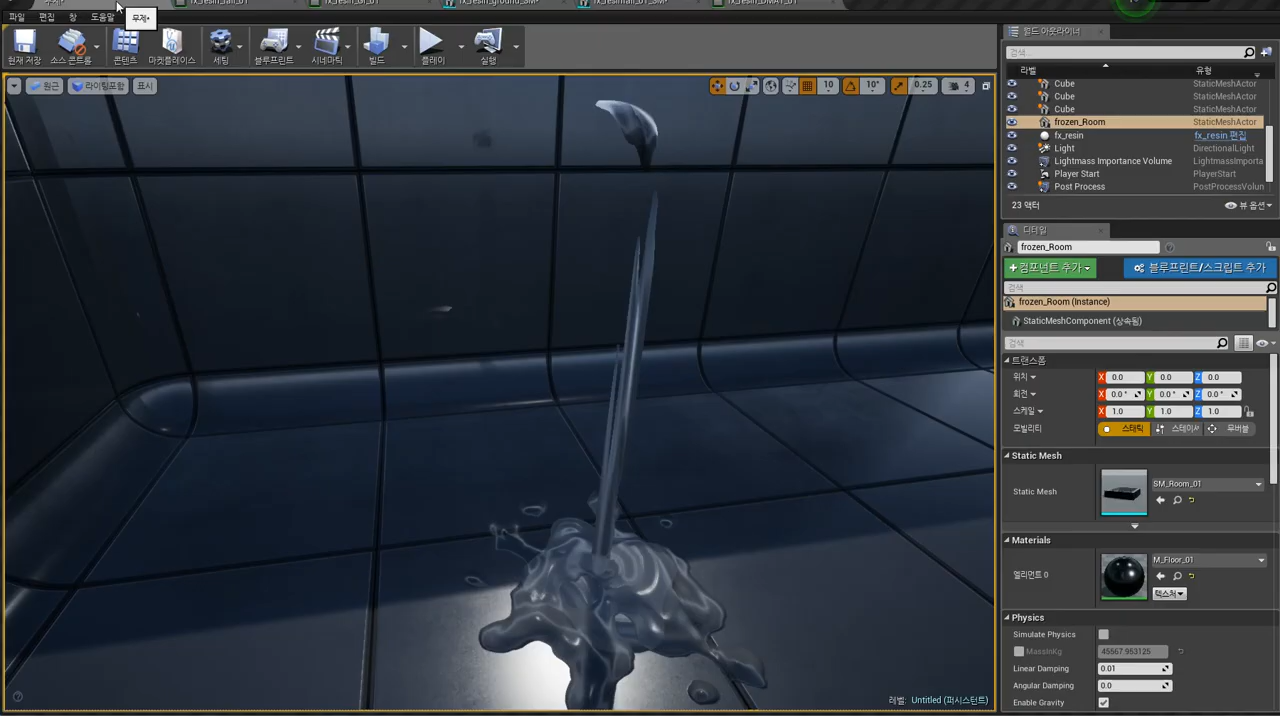 fx_resin_fall_01
fx_resin_Gr_01
fx_resin_ground_SM*
fx_resinfall_01_SM*
fx_resin_DMAT_01
파일 편집 창 도움말
무제*
현재 저장
소스 콘트롤
콘텐츠
마켓플레이스
세팅
블루프린트
시네마틱
빌드
플레이
실행
원근
라이팅포함
표시
10
10°
0.25
4
월드 아웃라이너
검색...
라벨
유형
Cube StaticMeshActor
Cube StaticMeshActor
Cube StaticMeshActor
frozen_Room StaticMeshActor
fx_resin fx_resin 편집
Light DirectionalLight
Lightmass Importance Volume LightmassImporta
Player Start PlayerStart
Post Process PostProcessVolun
23 액터
뷰 옵션
디테일
frozen_Room
+컴포넌트 추가
블루프린트/스크립트 추가
검색
frozen_Room (Instance)
StaticMeshComponent (상속됨)
검색
트랜스폼
위치 X 0.0 Y 0.0 Z 0.0
회전 X 0.0 ° Y 0.0 ° Z 0.0 °
스케일 X 1.0 Y 1.0 Z 1.0
모빌리티 스태틱 스테이셔 무버블
Static Mesh
Static Mesh
SM_Room_01
Materials
엘리먼트 0
M_Floor_01
텍스처
Physics
Simulate Physics
MassInKg 45567.953125
Linear Damping 0.01
Angular Damping 0.0
Enable Gravity
레벨: Untitled (퍼시스턴트)